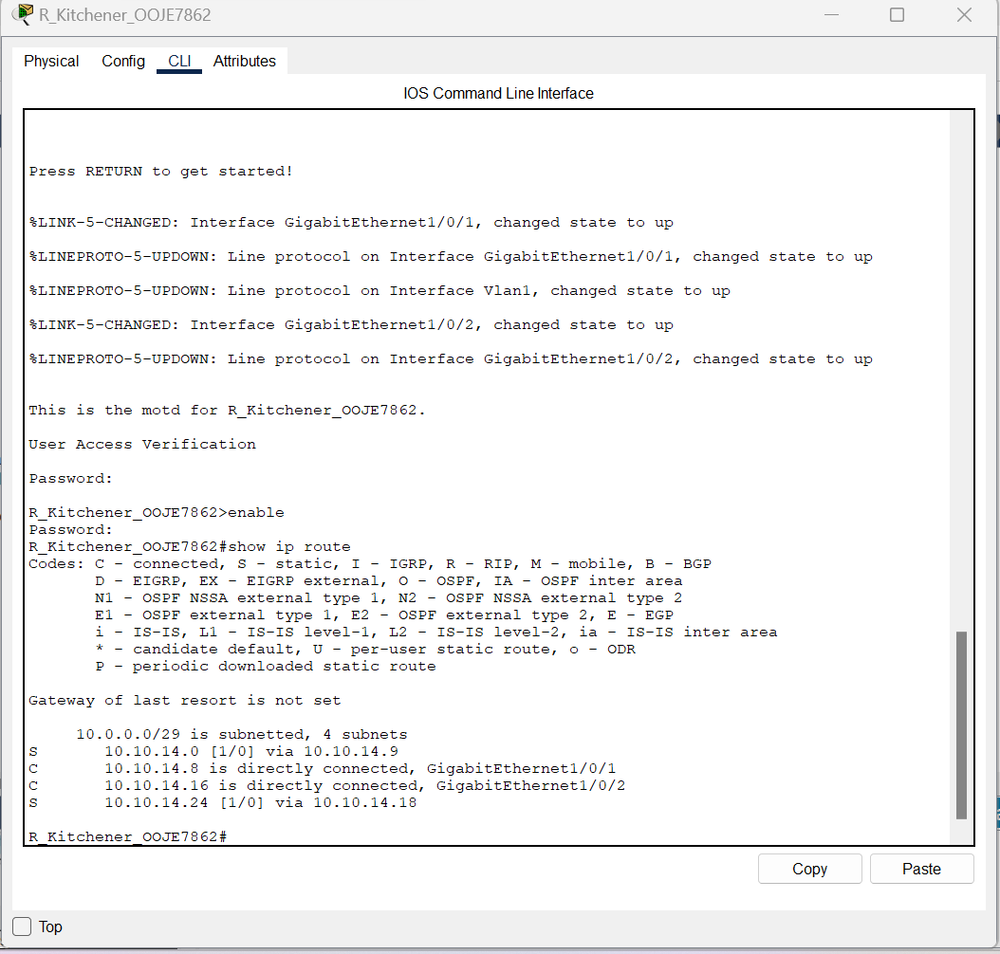 R_Kitchener_OOJE7862
Physical Config CLI Attributes
IOS Command Line Interface
Press RETURN to get started!
%LINK-5-CHANGED: Interface GigabitEthernet1/0/1, changed state to up
%LINEPROTO-5-UPDOWN: Line protocol on Interface GigabitEthernet1/0/1, changed state to up
%LINEPROTO-5-UPDOWN: Line protocol on Interface Vlan1, changed state to up
%LINK-5-CHANGED: Interface GigabitEthernet1/0/2, changed state to up
%LINEPROTO-5-UPDOWN: Line protocol on Interface GigabitEthernet1/0/2, changed state to up
This is the motd for R_Kitchener_OOJE7862.
User Access Verification
Password:
R_Kitchener_OOJE7862>enable
Password:
R_Kitchener_OOJE7862#show ip route
Codes: C - connected, S - static, I - IGRP, R - RIP, M - mobile, B - BGP
D - EIGRP, EX - EIGRP external, O - OSPF, IA - OSPF inter area
N1 - OSPF NSSA external type 1, N2 - OSPF NSSA external type 2
E1 - OSPF external type 1, E2 - OSPF external type 2, E - EGP
i - IS-IS, L1 - IS-IS level-1, L2 - IS-IS level-2, ia - IS-IS inter area
* - candidate default, U - per-user static route, o - ODR
P - periodic downloaded static route
Gateway of last resort is not set
10.0.0.0/29 is subnetted, 4 subnets
S 10.10.14.0 [1/0] via 10.10.14.9
C 10.10.14.8 is directly connected, GigabitEthernet1/0/1
C 10.10.14.16 is directly connected, GigabitEthernet1/0/2
S 10.10.14.24 [1/0] via 10.10.14.18
R_Kitchener_OOJE7862#
Copy Paste
Top